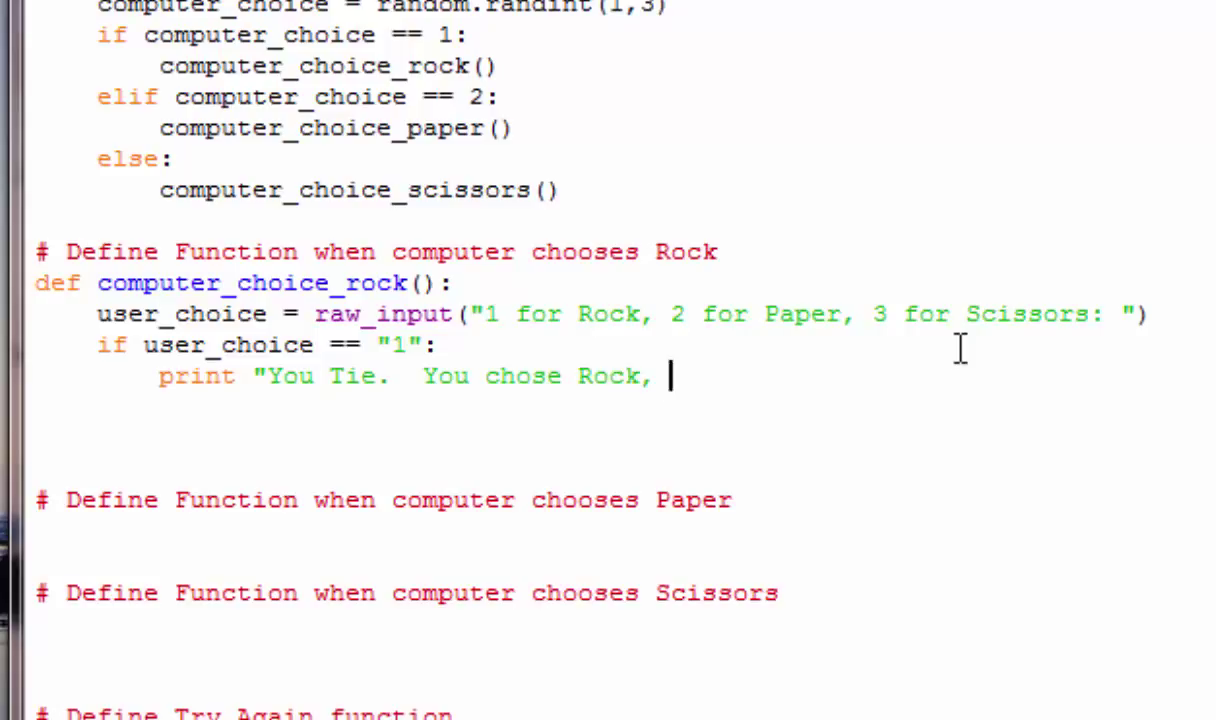 computer_choice = random.randint(1,3)
if computer_choice == 1:
computer_choice_rock()
elif computer_choice == 2:
computer_choice_paper()
else:
computer_choice_scissors()
# Define Function when computer chooses Rock
def computer_choice_rock():
user_choice = raw_input("1 for Rock, 2 for Paper, 3 for Scissors: ")
if user_choice == "1":
print "You Tie.  You chose Rock,
# Define Function when computer chooses Paper
# Define Function when computer chooses Scissors
# Define Try Again function